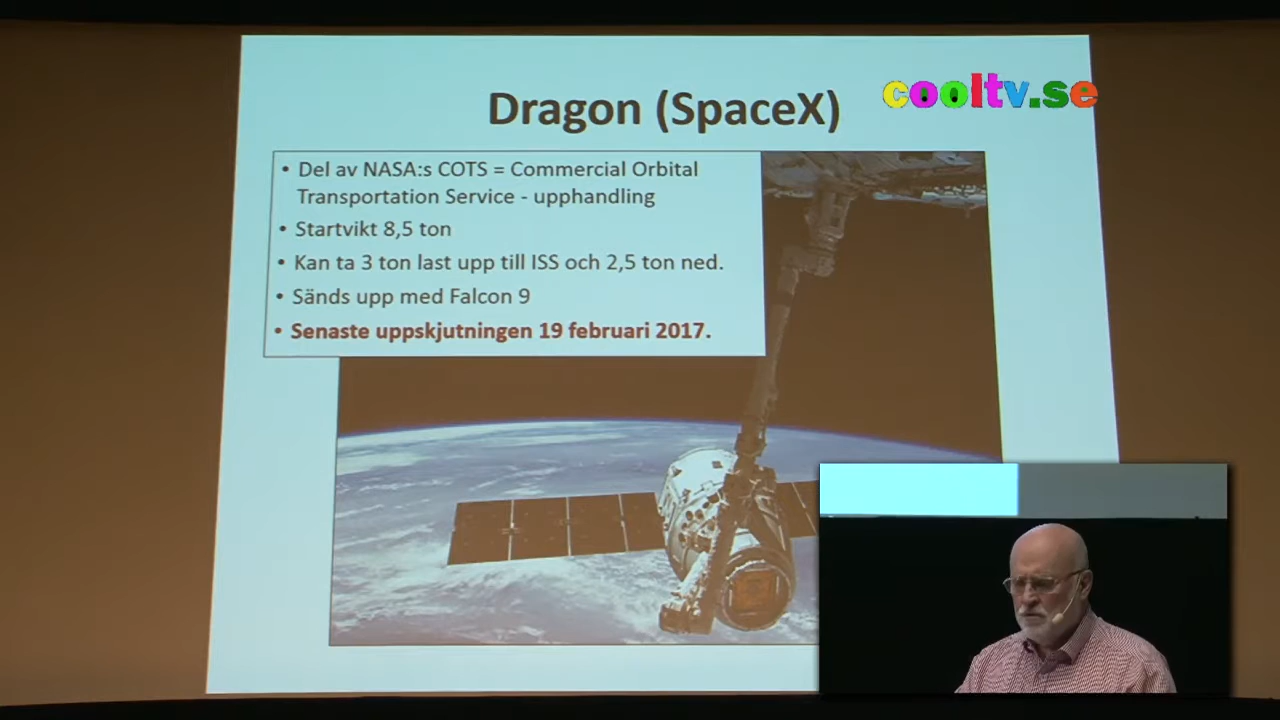 cooltv.se
Dragon (SpaceX)
• Del av NASA:s COTS = Commercial Orbital
Transportation Service - upphandling
• Startvikt 8,5 ton
• Kan ta 3 ton last upp till ISS och 2,5 ton ned.
• Sänds upp med Falcon 9
• Senaste uppskjutningen 19 februari 2017.